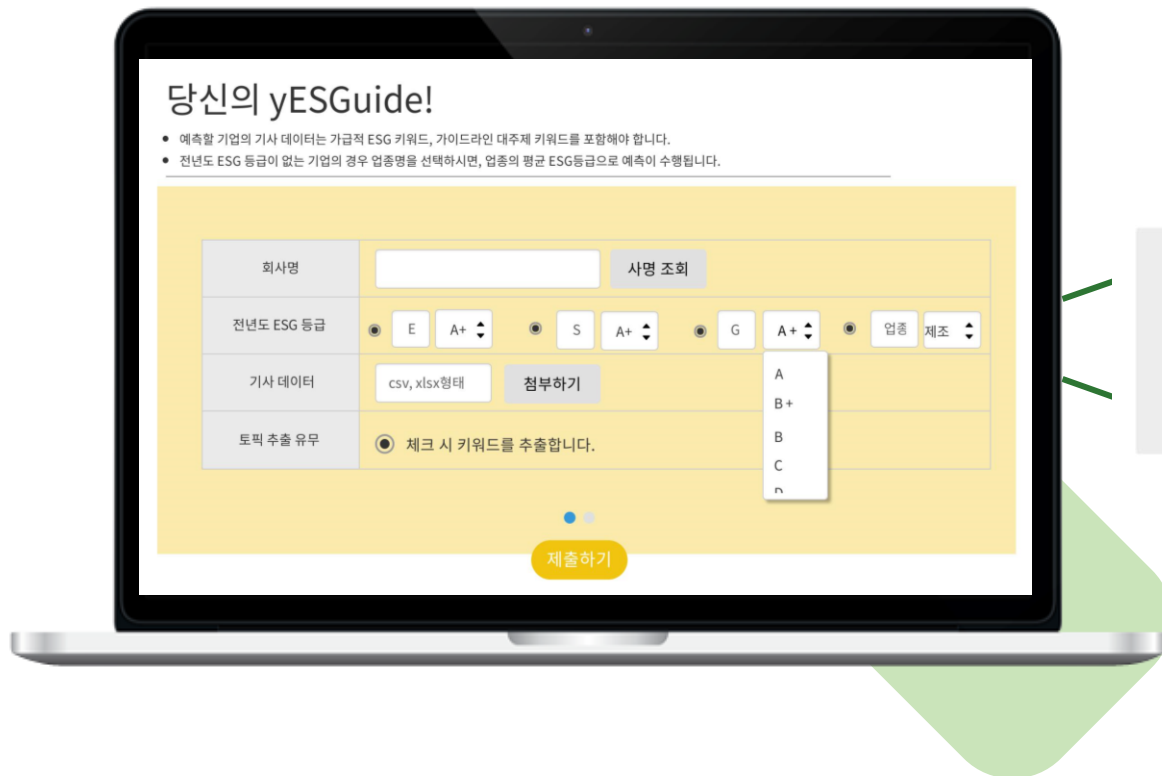 당신의 yESGuide!
• 예측할 기업의 기사 데이터는 가급적 ESG 키워드, 가이드라인 대주제 키워드를 포함해야 합니다.
• 전년도 ESG 등급이 없는 기업의 경우 업종명을 선택하시면, 업종의 평균 ESG등급으로 예측이 수행됩니다.
회사명 사명 조회
전년도 ESG 등급 E A+ S A+ G A + 업종 제조
A
B +
B
C
D
기사 데이터 csv, xlsx형태 첨부하기
토픽 추출 유무 체크 시 키워드를 추출합니다.
제출하기